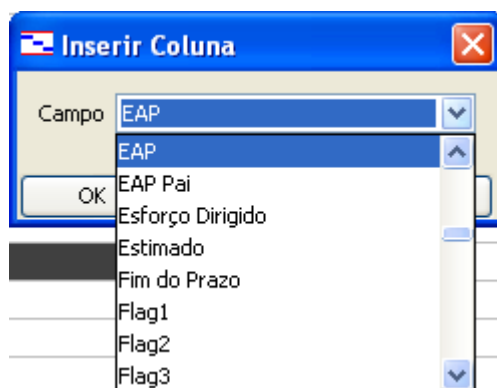 Inserir Coluna
Campo EAP
EAP
OK EAP Pai
Esforço Dirigido
Estimado
Fim do Prazo
Flag1
Flag2
Flag3